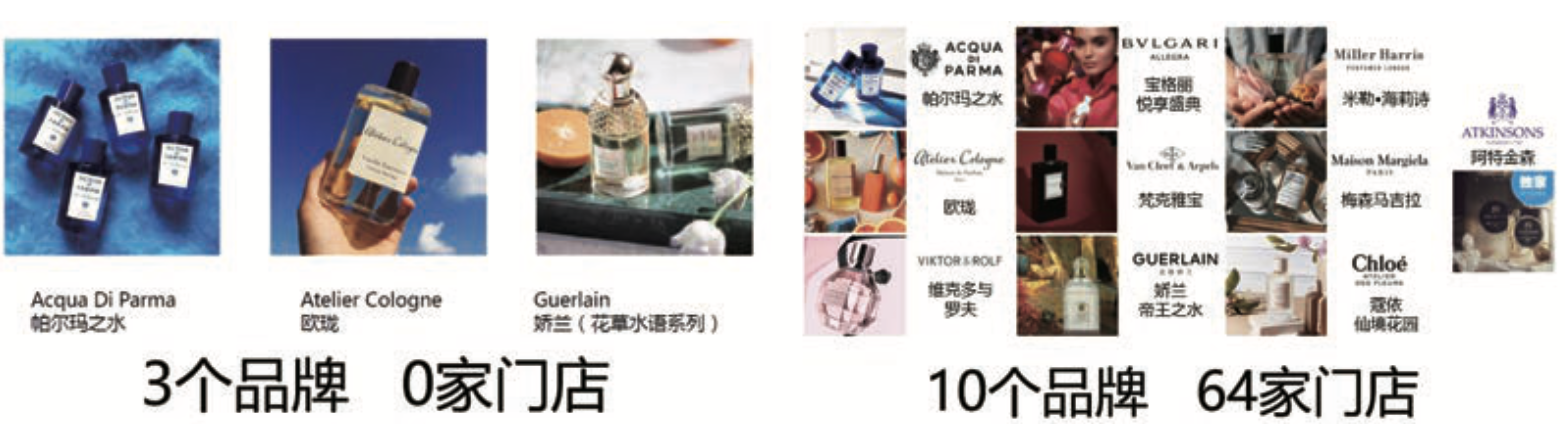 Acqua Di Parma
帕尔玛之水
Atelier Cologne
欧珑
Guerlain
娇兰（花草水语系列）
3个品牌 0家门店
ACQUA
DI
PARMA
帕尔玛之水
BVLGARI
ALLEGRA
宝格丽
悦享盛典
Miller Harris
PERFUMER LONDON
米勒•海莉诗
Atelier Cologne
欧珑
Van Cleef & Arpels
梵克雅宝
Maison Margiela
PARIS
梅森马吉拉
VIKTOR&ROLF
维克多与
罗夫
GUERLAIN
娇兰
帝王之水
Chloé
ATELIER
DES FLEURS
蔻依
仙境花园
ATKINSONS
阿特金森
独家
10个品牌 64家门店